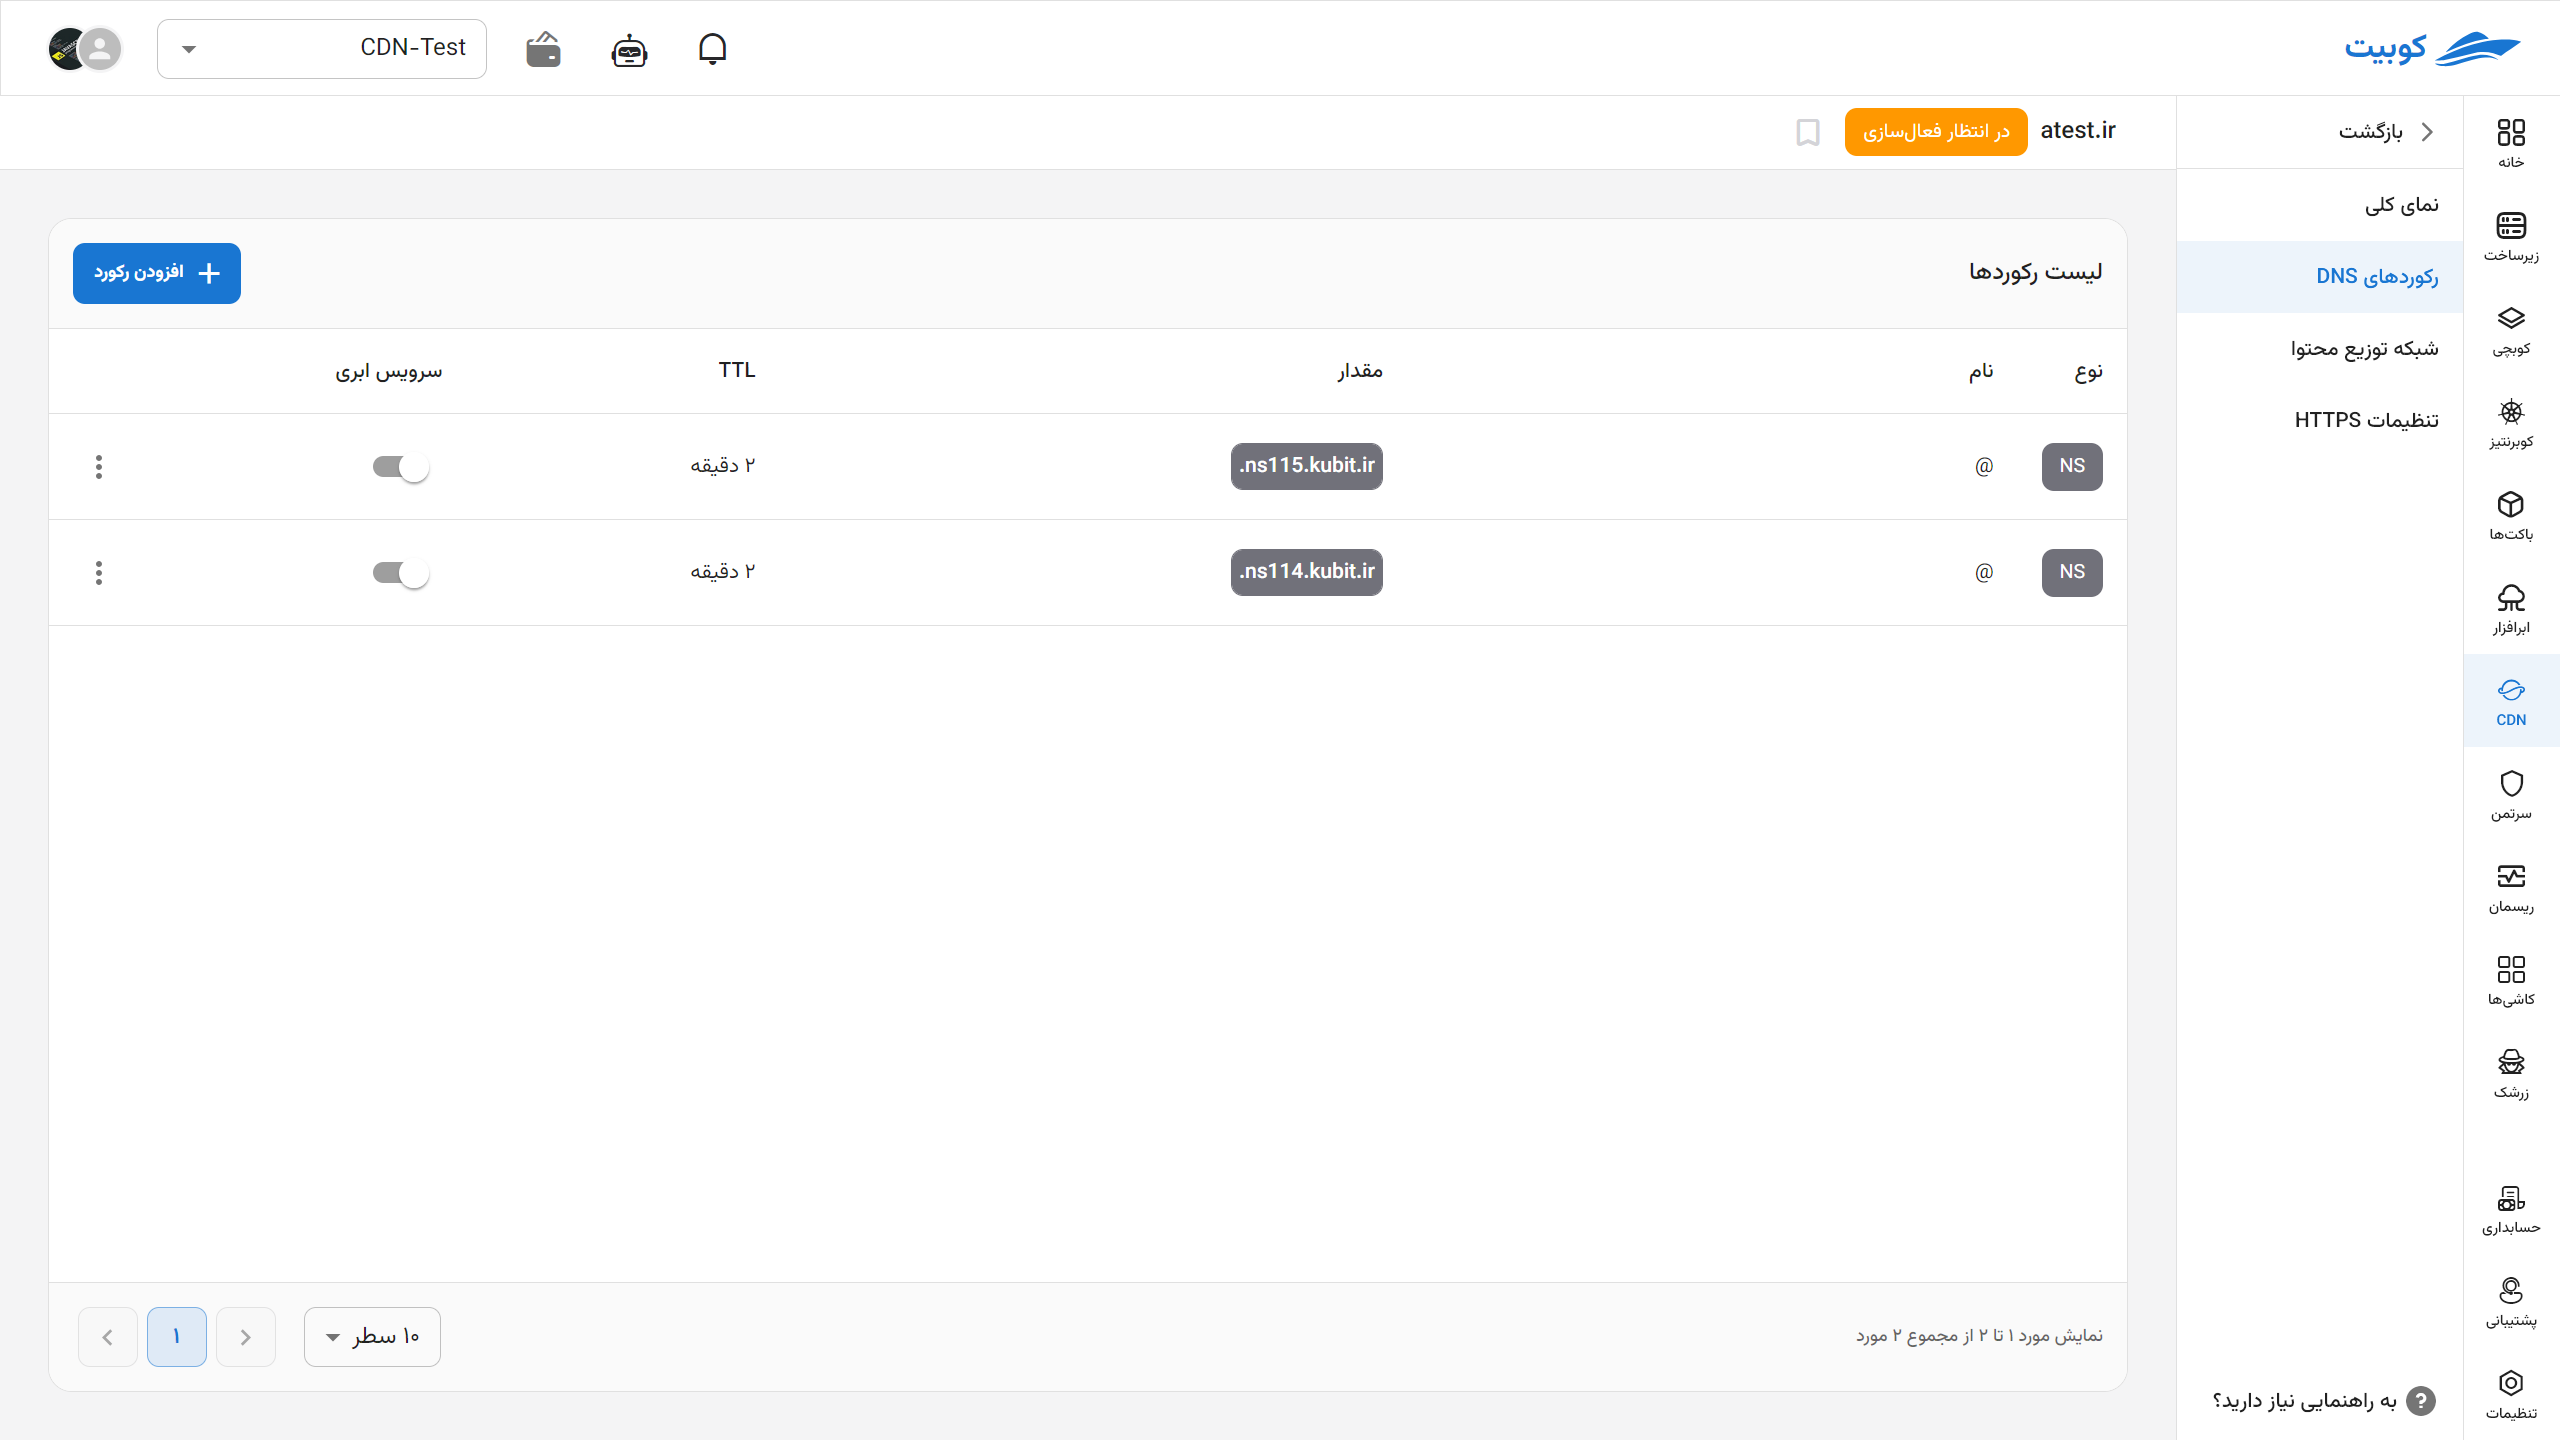 کوبیت
CDN-Test
خانه
زیرساخت
کوبچی
کوبرنتیز
باکت‌ها
ابرافزار
CDN
سرتمن
ریسمان
کاشی‌ها
زرشک
حسابداری
پشتیبانی
تنظیمات
بازگشت
نمای کلی
رکوردهای DNS
شبکه توزیع محتوا
تنظیمات HTTPS
به راهنمایی نیاز دارید؟
atest.ir در انتظار فعال‌سازی
لیست رکوردها
افزودن رکورد
نوع نام مقدار TTL سرویس ابری
NS @ ns115.kubit.ir. ۲ دقیقه
NS @ ns114.kubit.ir. ۲ دقیقه
نمایش مورد ۱ تا ۲ از مجموع ۲ مورد
۱۰ سطر
۱